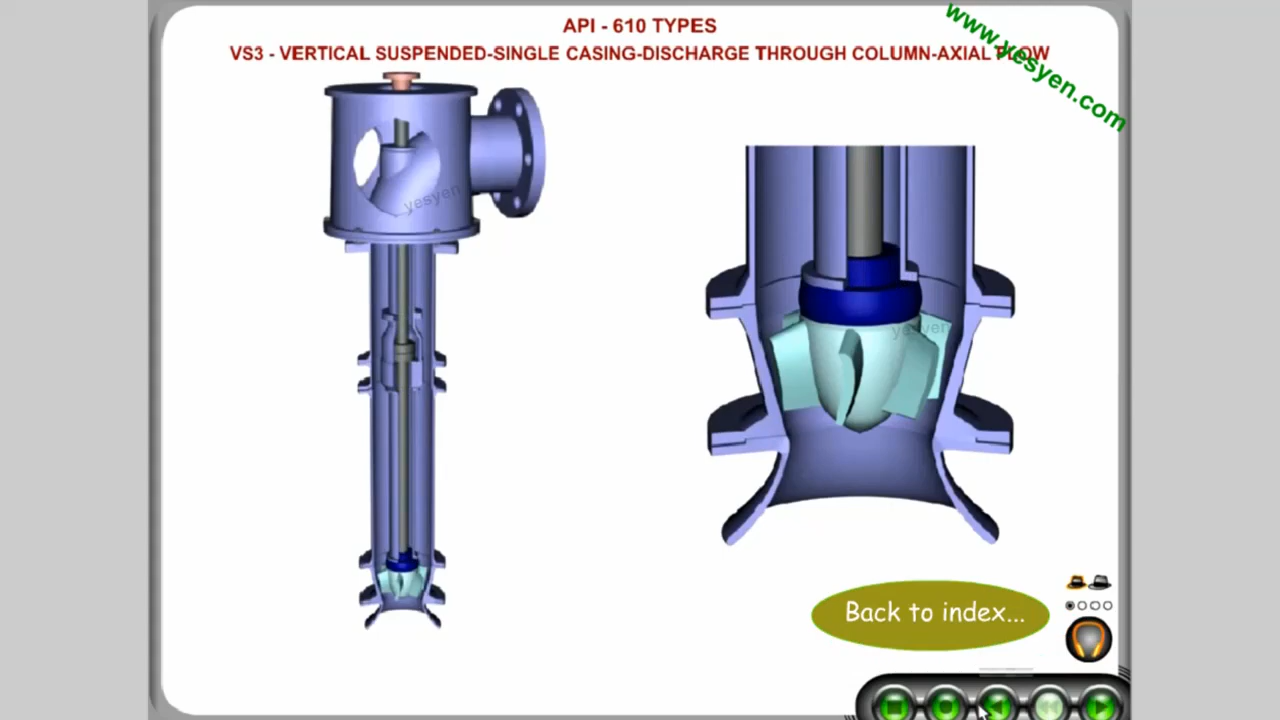 API - 610 TYPES
VS3 - VERTICAL SUSPENDED-SINGLE CASING-DISCHARGE THROUGH COLUMN-AXIAL FLOW
www.yesyen.com
yesyen
yesyen
Back to index...